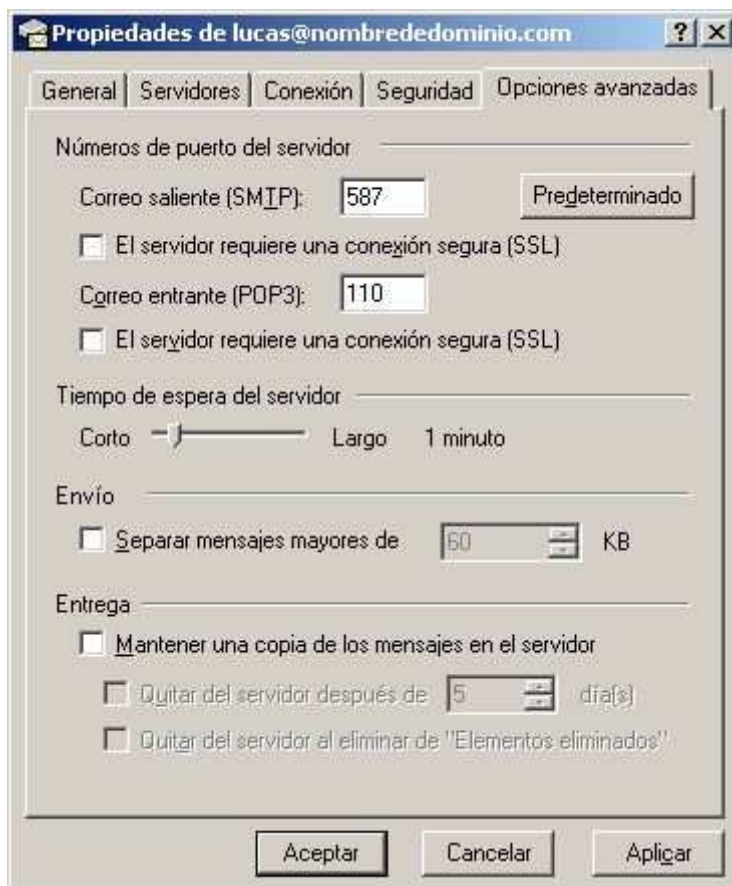 Propiedades de lucas@nombrededominio.com
General Servidores Conexión Seguridad Opciones avanzadas
Números de puerto del servidor
Correo saliente (SMTP): 587 Predeterminado
El servidor requiere una conexión segura (SSL)
Correo entrante (POP3): 110
El servidor requiere una conexión segura (SSL)
Tiempo de espera del servidor
Corto Largo 1 minuto
Envío
Separar mensajes mayores de 60 KB
Entrega
Mantener una copia de los mensajes en el servidor
Quitar del servidor después de 5 día(s)
Quitar del servidor al eliminar de "Elementos eliminados"
Aceptar Cancelar Aplicar